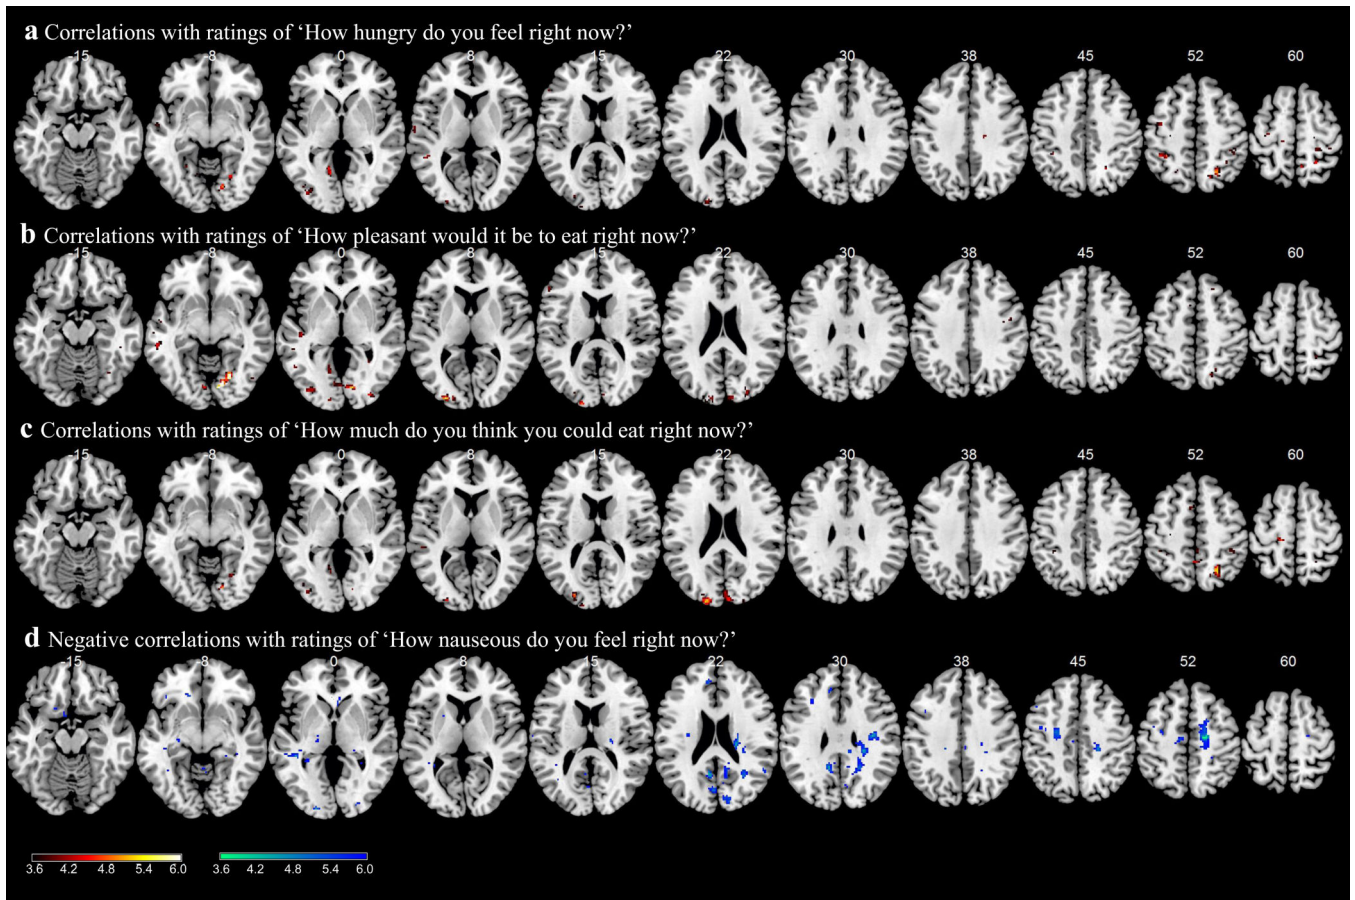 a Correlations with ratings of ‘How hungry do you feel right now?’
-15 -8 0 8 15 22 30 38 45 52 60
b Correlations with ratings of ‘How pleasant would it be to eat right now?’
-15 -8 0 8 15 22 30 38 45 52 60
c Correlations with ratings of ‘How much do you think you could eat right now?’
-15 -8 0 8 15 22 30 38 45 52 60
d Negative correlations with ratings of ‘How nauseous do you feel right now?’
-15 -8 0 8 15 22 30 38 45 52 60
3.6 4.2 4.8 5.4 6.0 3.6 4.2 4.8 5.4 6.0